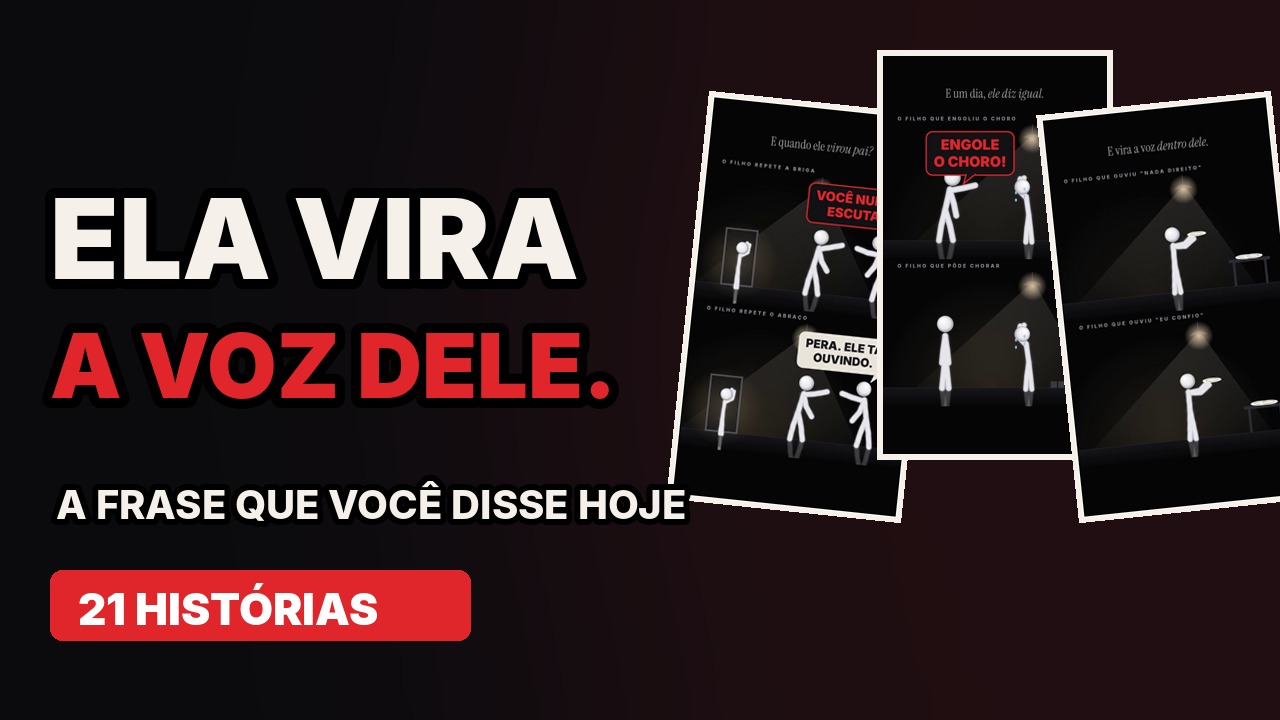 ELA VIRA
A VOZ DELE.
A FRASE QUE VOCÊ DISSE HOJE
21 HISTÓRIAS
E quando ele virou pai?
O FILHO REPETE A BRIGA
VOCÊ
ESCUTA
O FILHO REPETE O ABRAÇO
PERA. ELE
OUVINDO.
E um dia, ele diz igual.
O FILHO QUE ENGOLIU O CHORO
ENGOLE
O CHORO!
O FILHO QUE PÔDE CHORAR
E vira a voz dentro dele.
O FILHO QUE OUVIU "NADA DIREITO"
O FILHO QUE OUVIU "EU CONFIO"